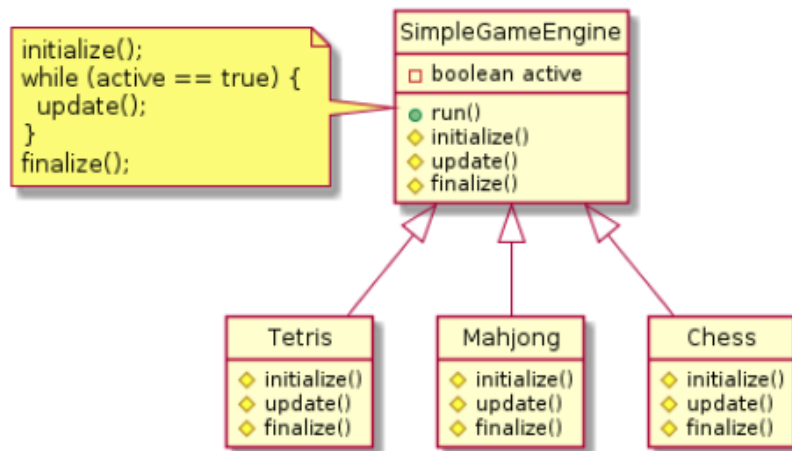 initialize();
while (active == true) {
  update();
}
finalize();
SimpleGameEngine
boolean active
run()
initialize()
update()
finalize()
Tetris
initialize()
update()
finalize()
Mahjong
initialize()
update()
finalize()
Chess
initialize()
update()
finalize()